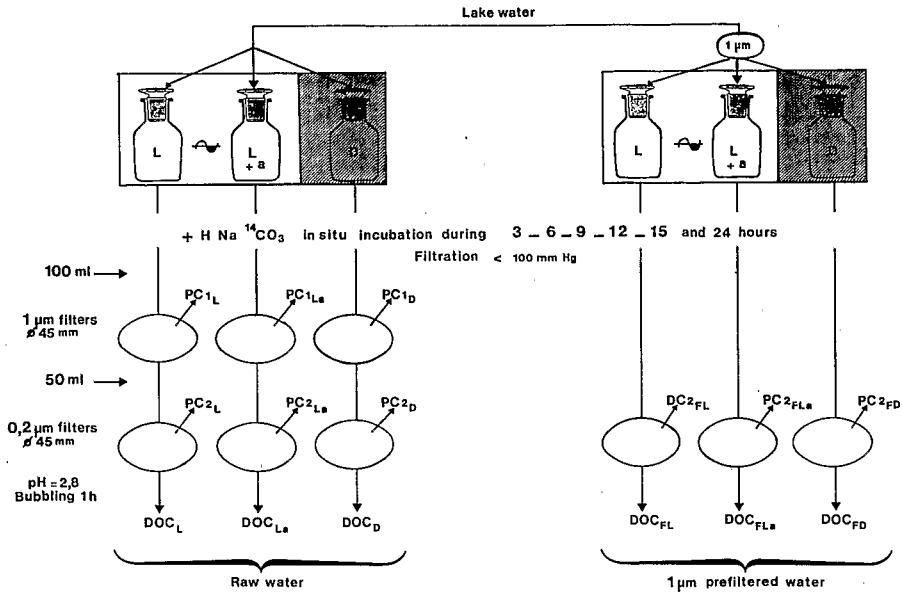 Lake water
1 µm
L
L
+ a
D
L
L
+ a
D
+ H Na ¹⁴CO₃ in situ incubation during 3 _ 6 _ 9 _ 12 _ 15 and 24 hours
Filtration < 100 mm Hg
100 ml
PC1L
PC1La
PC1D
1 µm filters
ø 45 mm
50 ml
PC2L
PC2La
PC2D
DC2FL
PC2FLa
PC2FD
0,2 µm filters
ø 45 mm
pH = 2,8
Bubbling 1h
DOCL
DOCLa
DOCD
DOCFL
DOCFLa
DOCFD
Raw water
1 µm prefiltered water